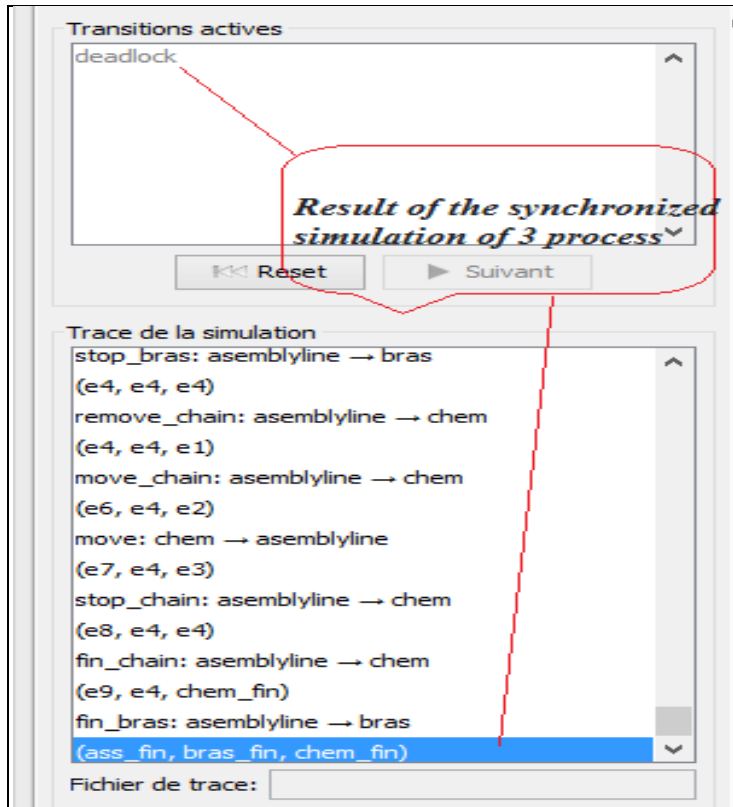 Transitions actives
deadlock
Result of the synchronized
simulation of 3 process
Reset
Suivant
Trace de la simulation
stop_bras: asemblyline → bras
(e4, e4, e4)
remove_chain: asemblyline → chem
(e4, e4, e1)
move_chain: asemblyline → chem
(e6, e4, e2)
move: chem → asemblyline
(e7, e4, e3)
stop_chain: asemblyline → chem
(e8, e4, e4)
fin_chain: asemblyline → chem
(e9, e4, chem_fin)
fin_bras: asemblyline → bras
(ass_fin, bras_fin, chem_fin)
Fichier de trace: